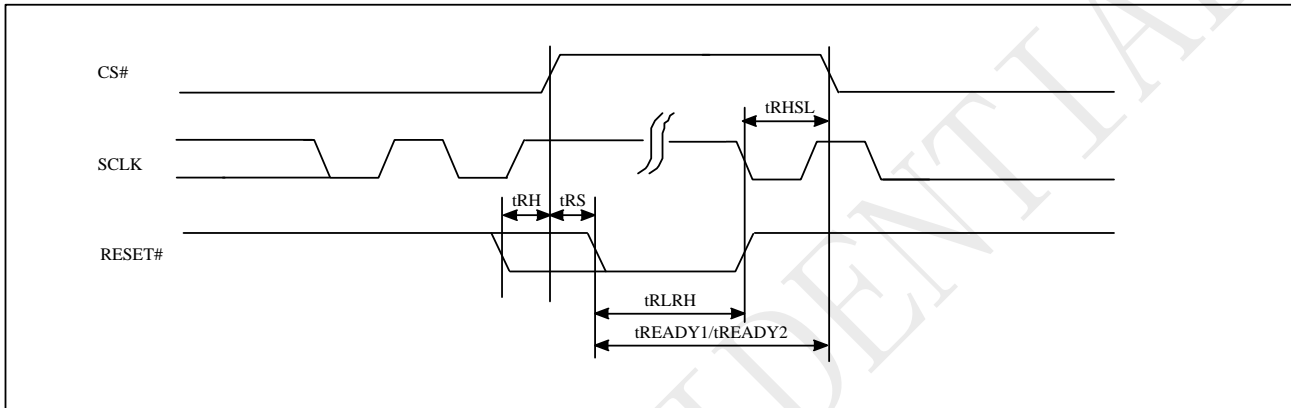 CS#
tRHSL
SCLK
tRH
tRS
RESET#
tRLRH
tREADY1/tREADY2